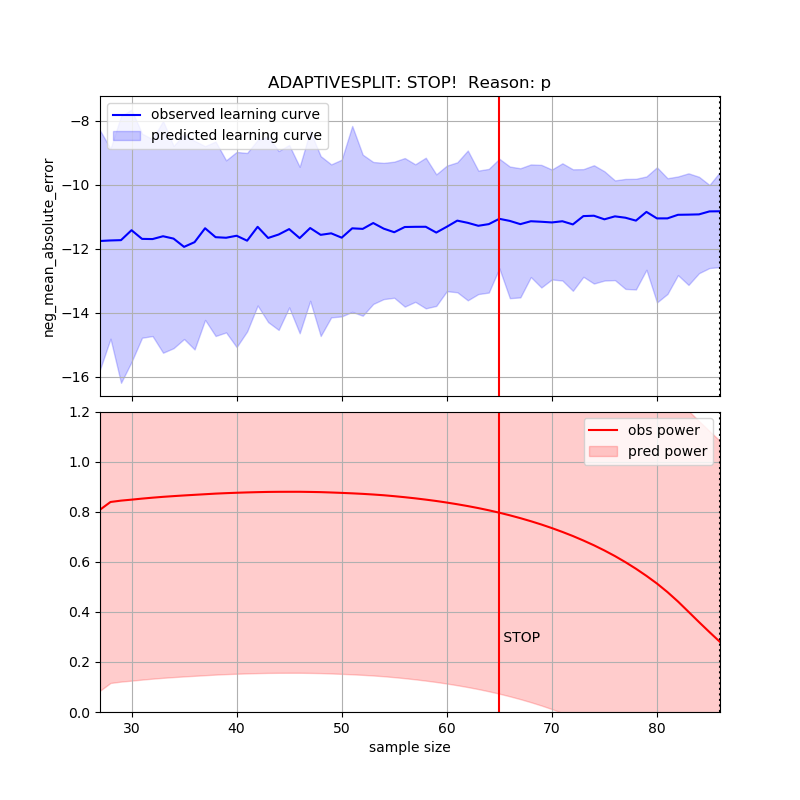 ADAPTIVESPLIT: STOP!  Reason: p
observed learning curve
predicted learning curve
neg_mean_absolute_error
−8
−10
−12
−14
−16
obs power
pred power
1.2
1.0
0.8
0.6
0.4
0.2
0.0
STOP
30 40 50 60 70 80
sample size